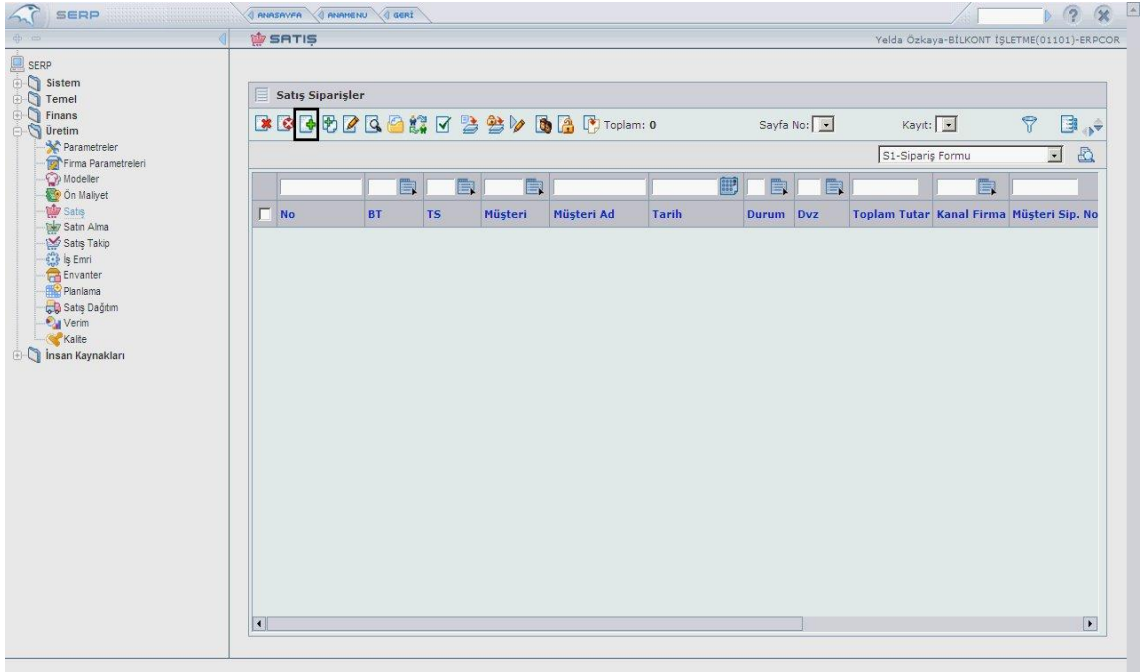 SERP
ANASAYFA ANAMENU GERİ
SATIŞ
Yelda Özkaya-BİLKONT İŞLETME(01101)-ERPCOR
SERP
Sistem
Temel
Finans
Üretim
Parametreler
Firma Parametreleri
Modeller
Ön Maliyet
Satış
Satın Alma
Satış Takip
İş Emri
Envanter
Planlama
Satış Dağıtım
Verim
Kalite
İnsan Kaynakları
Satış Siparişler
Toplam: 0 Sayfa No: Kayıt:
S1-Sipariş Formu
No BT TS Müşteri Müşteri Ad Tarih Durum Dvz Toplam Tutar Kanal Firma Müşteri Sip. No